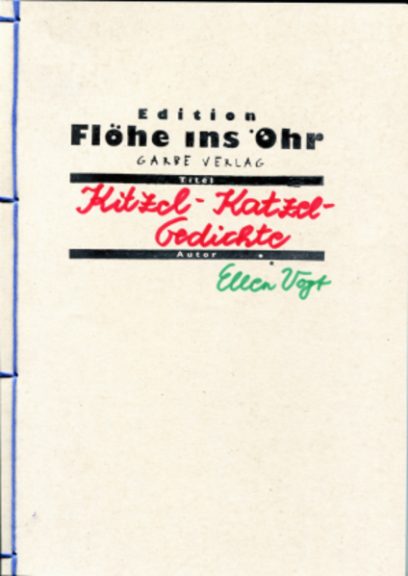 Edition
Flöhe ins Ohr
GARBE VERLAG
Titel
Kitzel-Katzel-
Gedichte
Autor
Ellen Vogt